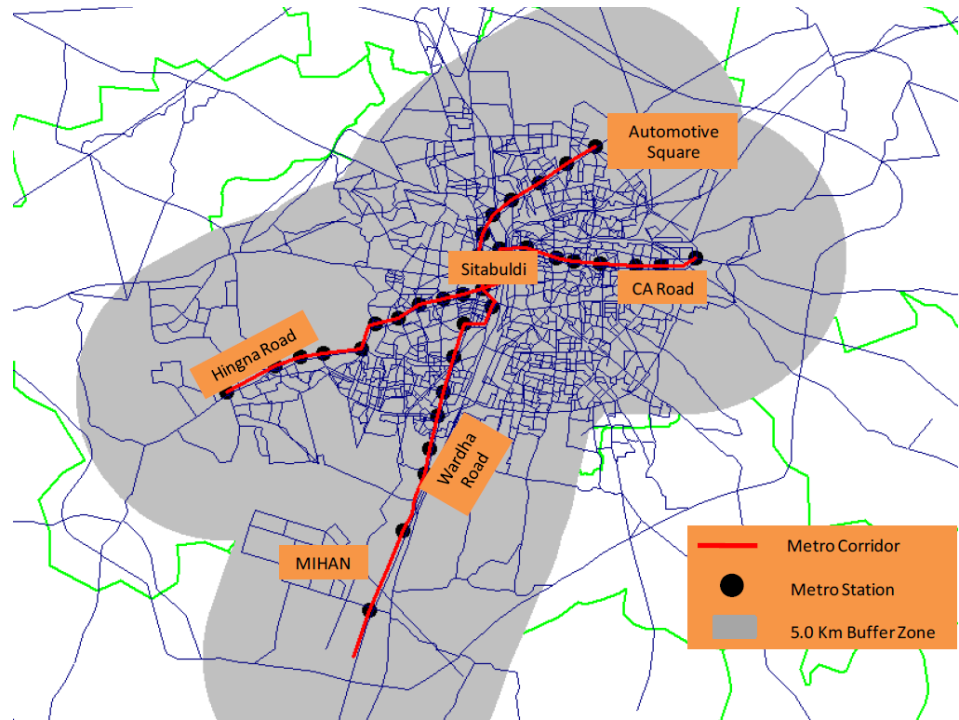 Automotive
Square
Sitabuldi
CA Road
Hingna Road
Wardha
Road
MIHAN
Metro Corridor
Metro Station
5.0 Km Buffer Zone